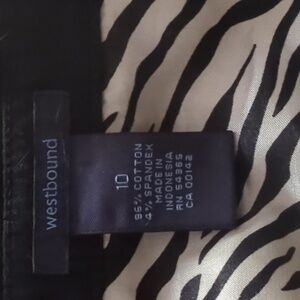 westbound
10
96% COTTON
4% SPANDEX
MADE IN
INDONESIA
RN 54365
CA 00142